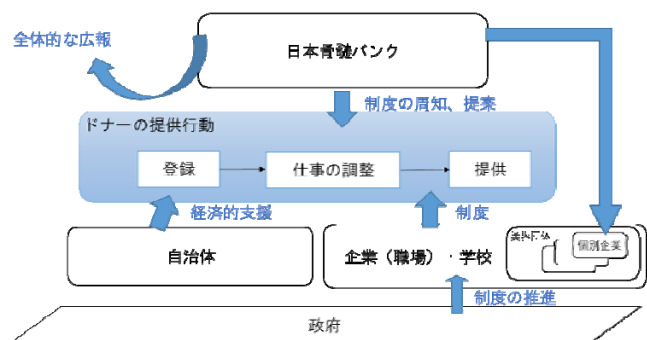 全体的な広報
日本骨髄バンク
制度の周知、提案
ドナーの提供行動
登録
仕事の調整
提供
経済的支援
制度
自治体
企業（職場）・学校
個別企業
制度の推進
政府